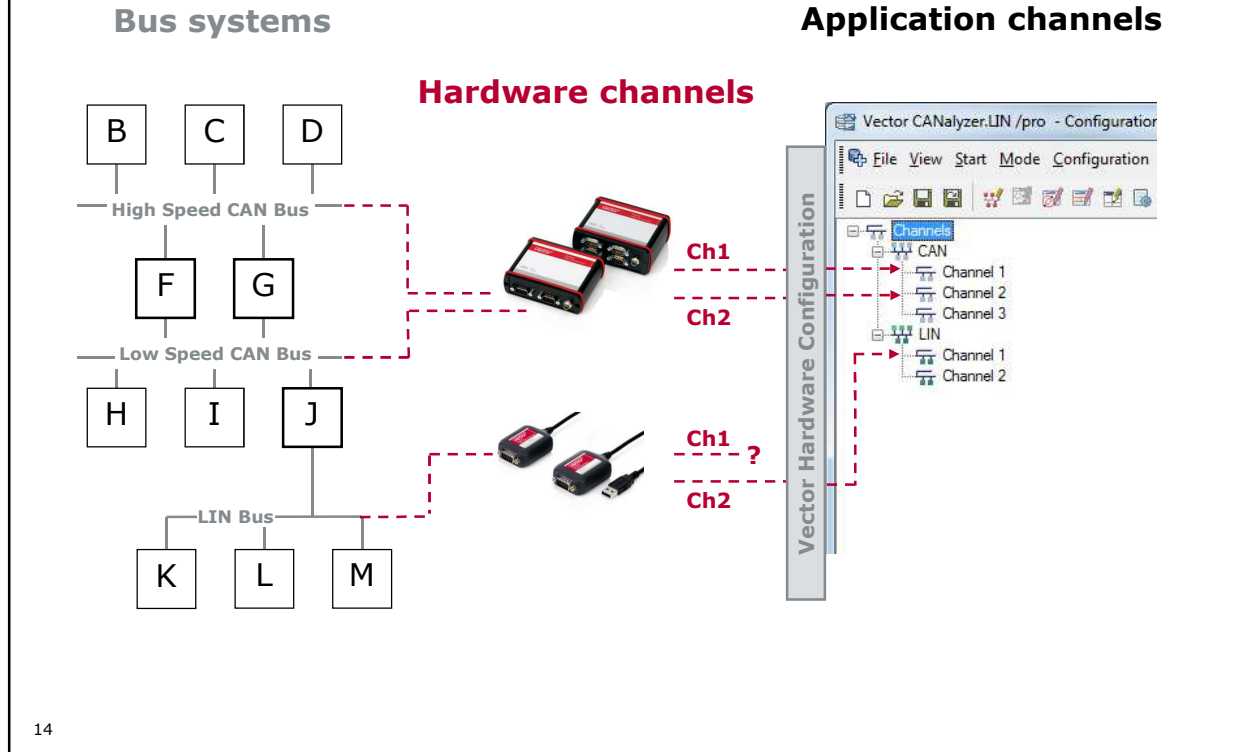 Bus systems
Application channels
Hardware channels
B
C
D
High Speed CAN Bus
F
G
Low Speed CAN Bus
H
I
J
LIN Bus
K
L
M
Ch1
Ch2
Ch1
?
Ch2
Vector Hardware Configuration
Vector CANalyzer.LIN /pro - Configuration
File View Start Mode Configuration
Channels
CAN
Channel 1
Channel 2
Channel 3
LIN
Channel 1
Channel 2
14